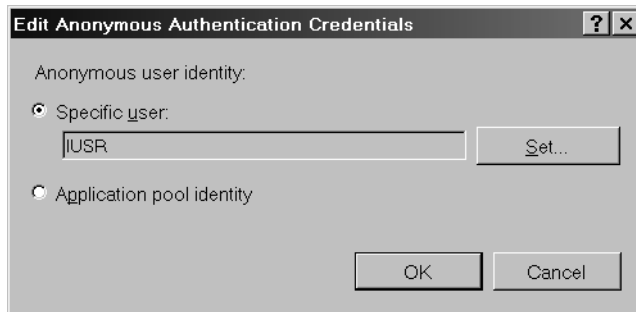 Edit Anonymous Authentication Credentials
? ×
Anonymous user identity:
Specific user:
IUSR
Set...
Application pool identity
OK
Cancel